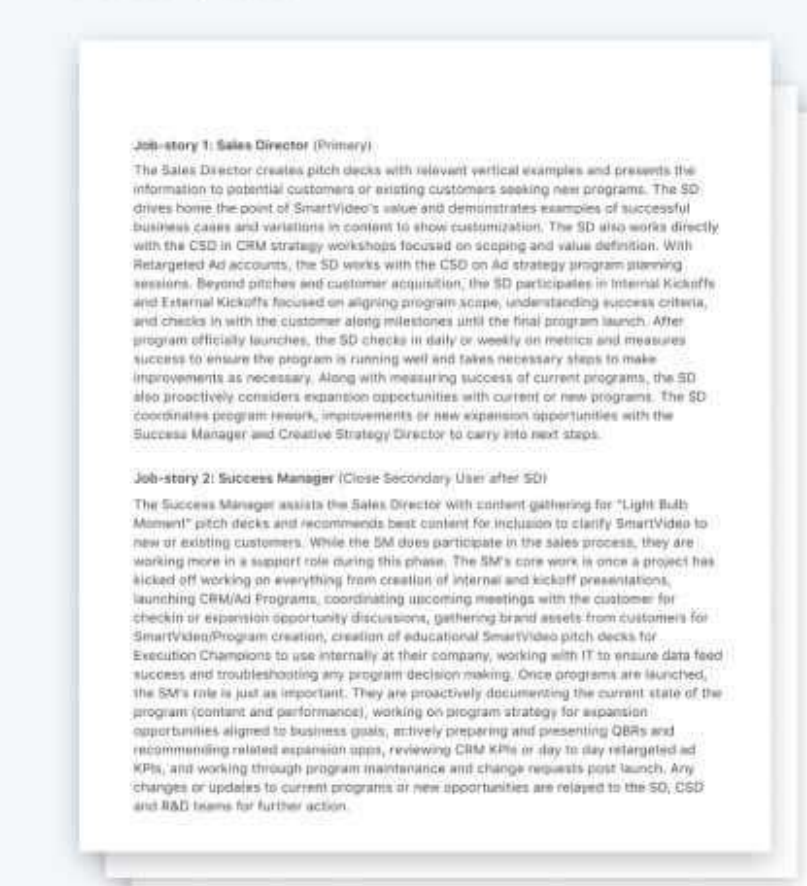 Job-story 1: Sales Director (Primary)
The Sales Director creates pitch decks with relevant vertical examples and presents the
information to potential customers or existing customers seeking new programs. The SD
drives home the point of SmartVideo's value and demonstrates examples of successful
business cases and variations in content to show customization. The SD also works directly
with the CSD in CRM strategy workshops focused on scoping and value definition. With
Retargeted Ad accounts, the SD works with the CSD on Ad strategy program planning
sessions. Beyond pitches and customer acquisition, the SD participates in Internal Kickoffs
and External Kickoffs focused on aligning program scope, understanding success criteria,
and checks in with the customer along milestones until the final program launch. After
program officially launches, the SD checks in daily or weekly on metrics and measures
success to ensure the program is running well and takes necessary steps to make
improvements as necessary. Along with measuring success of current programs, the SD
also proactively considers expansion opportunities with current or new programs. The SD
coordinates program rework, improvements or new expansion opportunities with the
Success Manager and Creative Strategy Director to carry into next steps.
Job-story 2: Success Manager (Close Secondary User after SD)
The Success Manager assists the Sales Director with content gathering for "Light Bulb
Moment" pitch decks and recommends best content for inclusion to clarify SmartVideo to
new or existing customers. While the SM does participate in the sales process, they are
working more in a support role during this phase. The SM's core work is once a project has
kicked off working on everything from creation of internal and kickoff presentations,
launching CRM/Ad Programs, coordinating upcoming meetings with the customer for
checkin or expansion opportunity discussions, gathering brand assets from customers for
SmartVideo/Program creation, creation of educational SmartVideo pitch decks for
Execution Champions to use internally at their company, working with IT to ensure data feed
success and troubleshooting any program decision making. Once programs are launched,
the SM's role is just as important. They are proactively documenting the current state of the
program (content and performance), working on program strategy for expansion
opportunities aligned to business goals, actively preparing and presenting QBRs and
recommending related expansion opps, reviewing CRM KPIs or day to day retargeted ad
KPIs, and working through program maintenance and change requests post launch. Any
changes or updates to current programs or new opportunities are relayed to the SD, CSD
and R&D teams for further action.